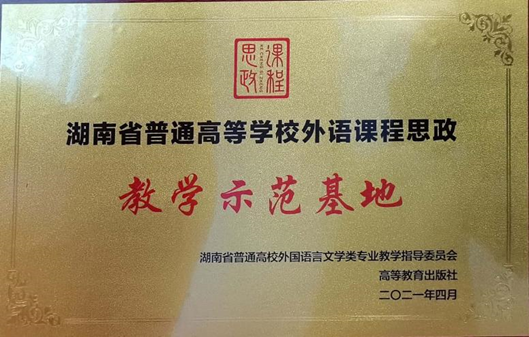 课程思政
湖南省普通高等学校外语课程思政
教学示范基地
湖南省普通高校外国语言文学类专业教学指导委员会
高等教育出版社
二〇二一年四月